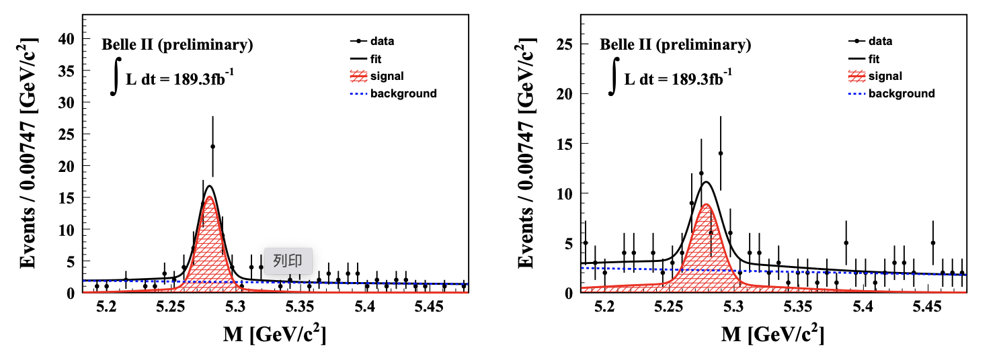 Events / 0.00747 [GeV/c²]
40
35
30
25
20
15
10
5
0
Belle II (preliminary)
∫ L dt = 189.3fb⁻¹
data
fit
signal
background
列印
5.2
5.25
5.3
5.35
5.4
5.45
M [GeV/c²]
Events / 0.00747 [GeV/c²]
25
20
15
10
5
0
Belle II (preliminary)
∫ L dt = 189.3fb⁻¹
data
fit
signal
background
5.2
5.25
5.3
5.35
5.4
5.45
M [GeV/c²]